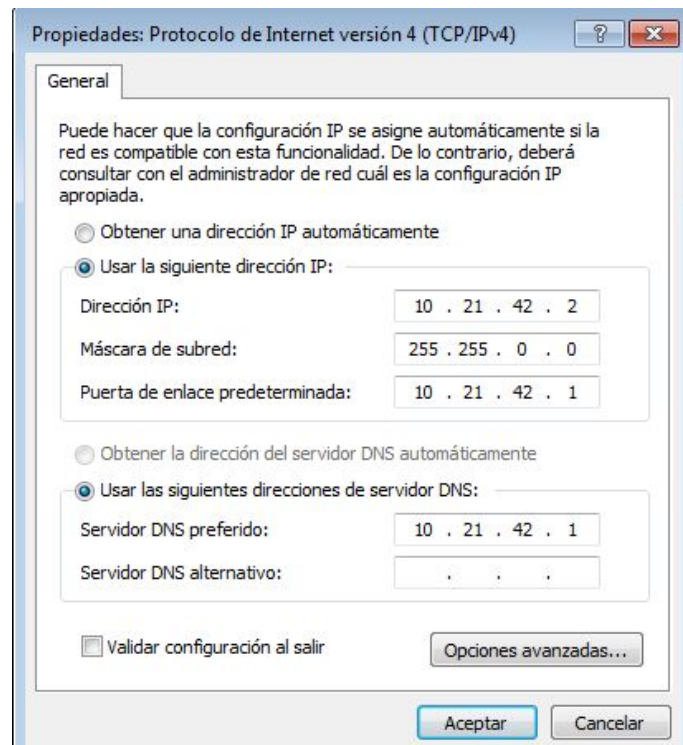 Propiedades: Protocolo de Internet versión 4 (TCP/IPv4)
General
Puede hacer que la configuración IP se asigne automáticamente si la
red es compatible con esta funcionalidad. De lo contrario, deberá
consultar con el administrador de red cuál es la configuración IP
apropiada.
Obtener una dirección IP automáticamente
Usar la siguiente dirección IP:
Dirección IP: 10 . 21 . 42 . 2
Máscara de subred: 255 . 255 . 0 . 0
Puerta de enlace predeterminada: 10 . 21 . 42 . 1
Obtener la dirección del servidor DNS automáticamente
Usar las siguientes direcciones de servidor DNS:
Servidor DNS preferido: 10 . 21 . 42 . 1
Servidor DNS alternativo: . . .
Validar configuración al salir Opciones avanzadas...
Aceptar Cancelar